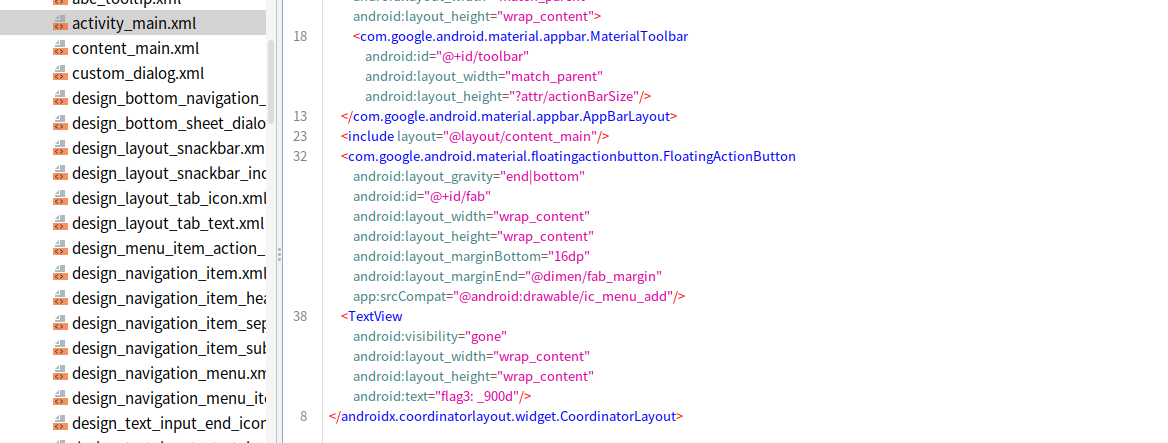 abc_tooltip.xml
activity_main.xml
content_main.xml
custom_dialog.xml
design_bottom_navigation_
design_bottom_sheet_dialo
design_layout_snackbar.xm
design_layout_snackbar_inc
design_layout_tab_icon.xml
design_layout_tab_text.xml
design_menu_item_action_
design_navigation_item.xml
design_navigation_item_hea
design_navigation_item_sep
design_navigation_item_sub
design_navigation_menu.xm
design_navigation_menu_ite
design_text_input_end_icon
android:layout_width="match_parent"
android:layout_height="wrap_content">
18 <com.google.android.material.appbar.MaterialToolbar
android:id="@+id/toolbar"
android:layout_width="match_parent"
android:layout_height="?attr/actionBarSize"/>
13 </com.google.android.material.appbar.AppBarLayout>
23 <include layout="@layout/content_main"/>
32 <com.google.android.material.floatingactionbutton.FloatingActionButton
android:layout_gravity="end|bottom"
android:id="@+id/fab"
android:layout_width="wrap_content"
android:layout_height="wrap_content"
android:layout_marginBottom="16dp"
android:layout_marginEnd="@dimen/fab_margin"
app:srcCompat="@android:drawable/ic_menu_add"/>
38 <TextView
android:visibility="gone"
android:layout_width="wrap_content"
android:layout_height="wrap_content"
android:text="flag3: _900d"/>
8 </androidx.coordinatorlayout.widget.CoordinatorLayout>